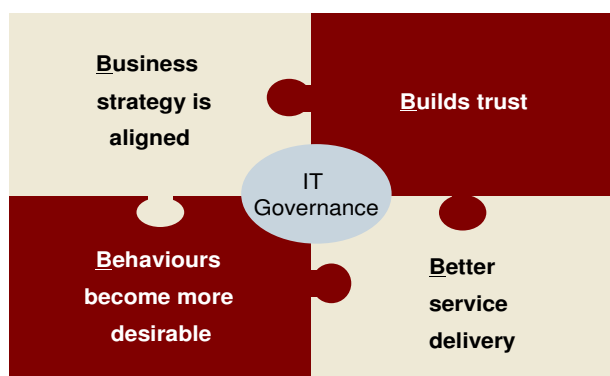 Business
strategy is
aligned
Builds trust
IT
Governance
Behaviours
become more
desirable
Better
service
delivery